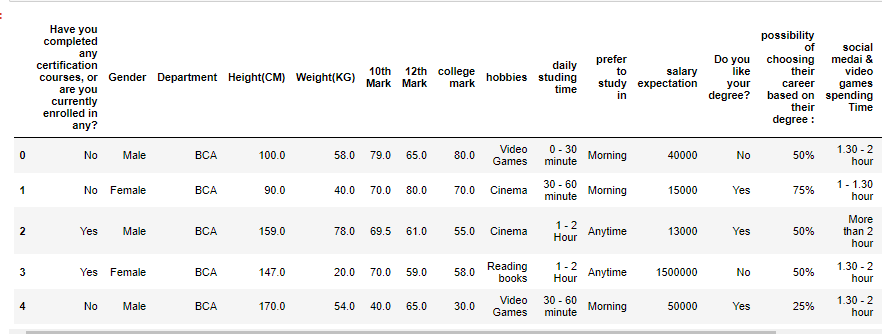 Have you completed any certification courses, or are you currently enrolled in any? Gender Department Height(CM) Weight(KG) 10th Mark 12th Mark college mark hobbies daily studing time prefer to study in salary expectation Do you like your degree? possibility of choosing their career based on their degree : social medai & video games spending Time
0 No Male BCA 100.0 58.0 79.0 65.0 80.0 Video Games 0 - 30 minute Morning 40000 No 50% 1.30 - 2 hour
1 No Female BCA 90.0 40.0 70.0 80.0 70.0 Cinema 30 - 60 minute Morning 15000 Yes 75% 1 - 1.30 hour
2 Yes Male BCA 159.0 78.0 69.5 61.0 55.0 Cinema 1 - 2 Hour Anytime 13000 Yes 50% More than 2 hour
3 Yes Female BCA 147.0 20.0 70.0 59.0 58.0 Reading books 1 - 2 Hour Anytime 1500000 No 50% 1.30 - 2 hour
4 No Male BCA 170.0 54.0 40.0 65.0 30.0 Video Games 30 - 60 minute Morning 50000 Yes 25% 1.30 - 2 hour